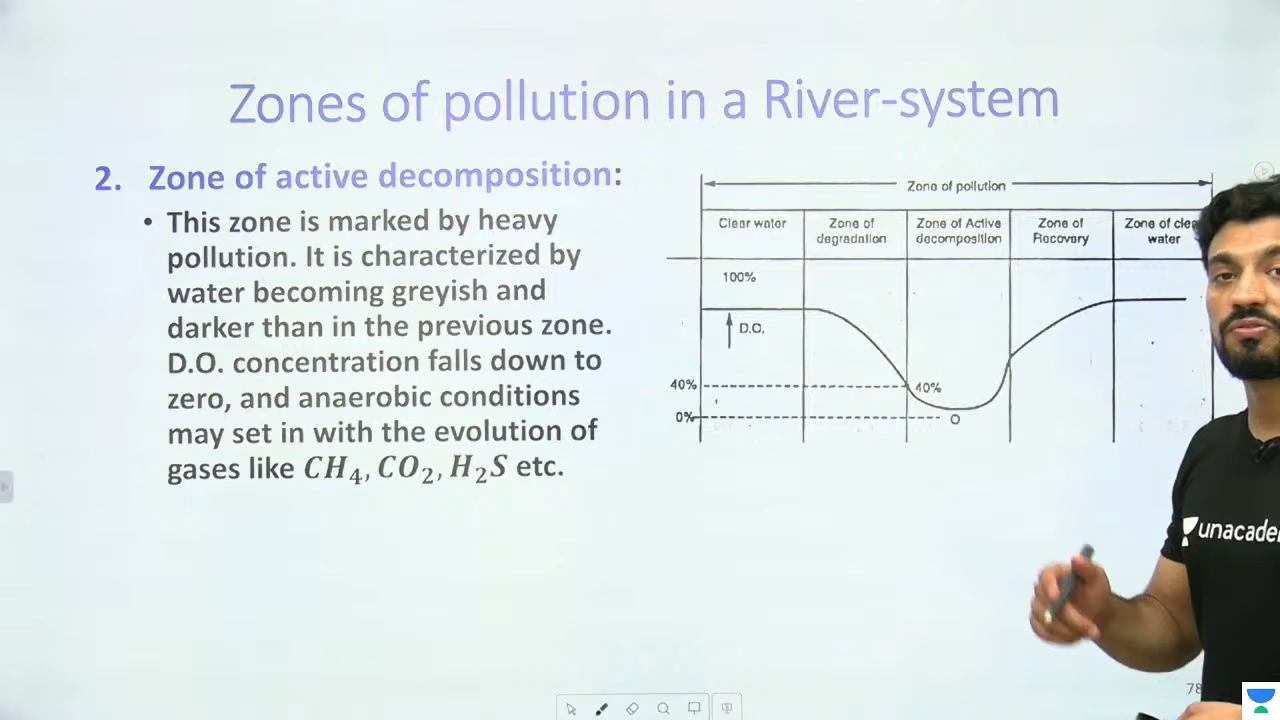 Zones of pollution in a River-system
2. Zone of active decomposition:
• This zone is marked by heavy
pollution. It is characterized by
water becoming greyish and
darker than in the previous zone.
D.O. concentration falls down to
zero, and anaerobic conditions
may set in with the evolution of
gases like CH₄, CO₂, H₂S etc.
Zone of pollution
Clear water
Zone of
degradation
Zone of Active
decomposition
Zone of
Recovery
Zone of
water
100%
D.O.
40%
40%
0%
O
78